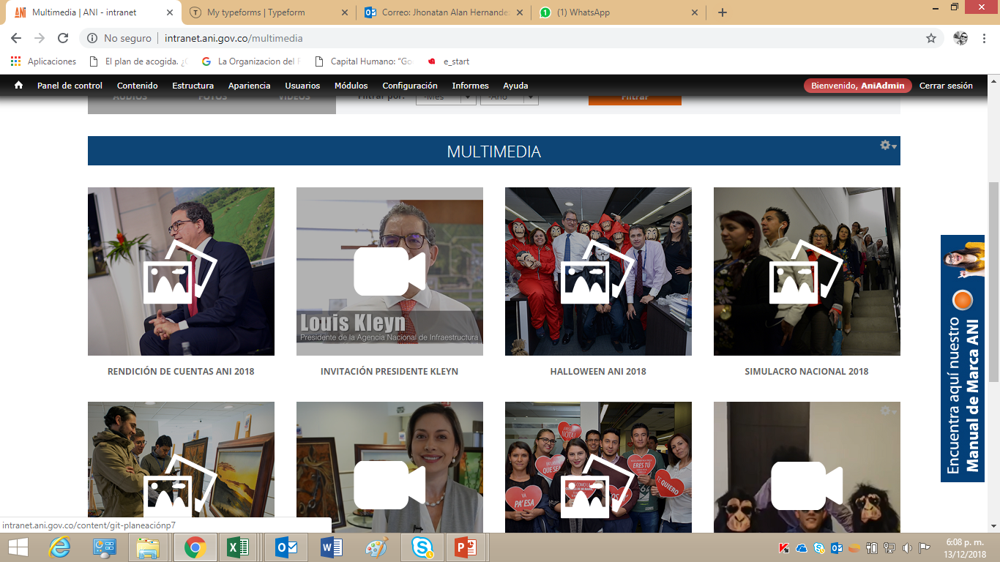 Multimedia | ANI - intranet
My typeforms | Typeform
Correo: Jhonatan Alan Hernande
(1) WhatsApp
No seguro
intranet.ani.gov.co/multimedia
Aplicaciones
El plan de acogida. ¿
La Organizacion del
Capital Humano: "Go
e_start
Panel de control
Contenido
Estructura
Apariencia
Usuarios
Módulos
Configuración
Informes
Ayuda
Bienvenido, AniAdmin
Cerrar sesión
AUDIOS
FOTOS
VIDEOS
Filtrar por:
-Mes
-Año
Filtrar
MULTIMEDIA
Louis Kleyn
Presidente de la Agencia Nacional de Infraestructura
RENDICIÓN DE CUENTAS ANI 2018
INVITACIÓN PRESIDENTE KLEYN
HALLOWEEN ANI 2018
SIMULACRO NACIONAL 2018
Encuentra aquí nuestro
Manual de Marca ANI
QUE SE
ERES TÚ
TE QUIERO
VA
PA' ESA
intranet.ani.gov.co/content/git-planeaciónp7
6:08 p. m.
13/12/2018